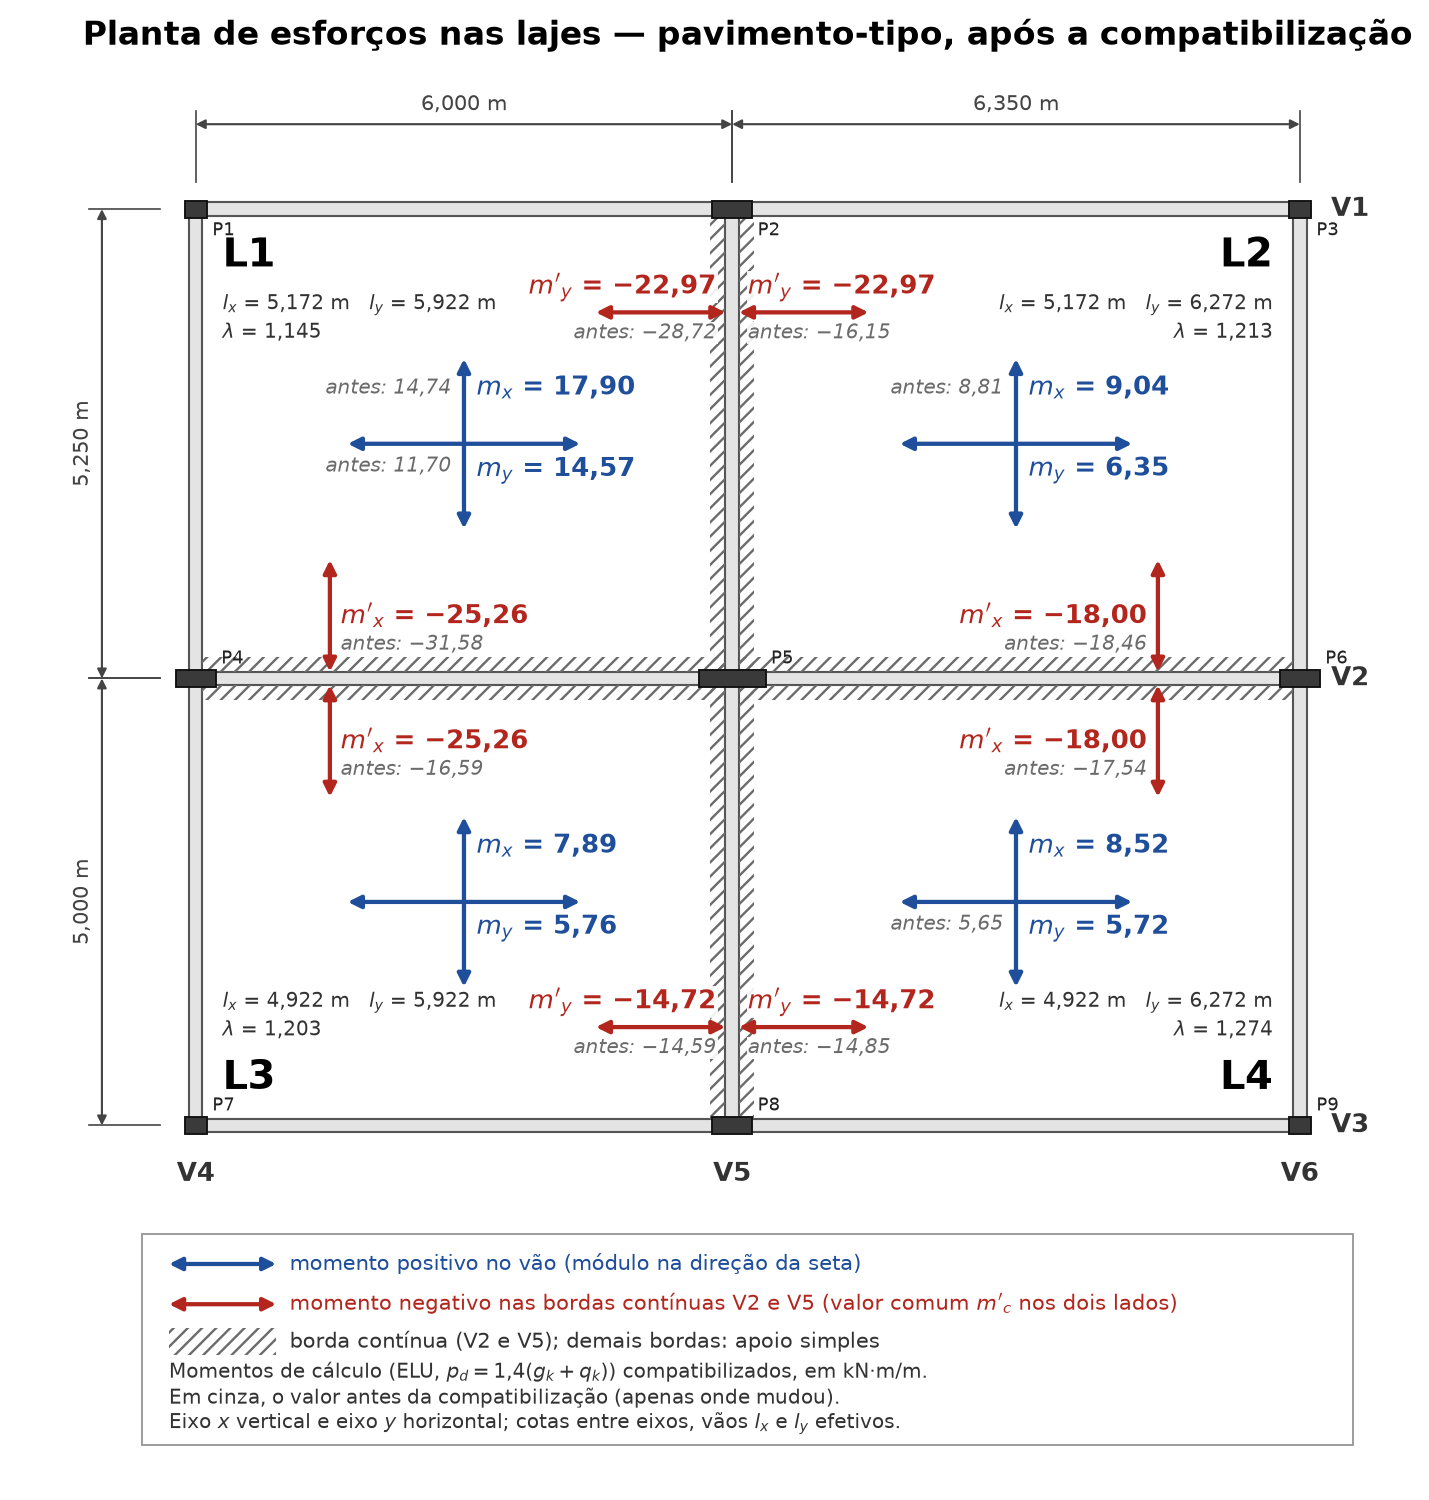 Planta de esforços nas lajes — pavimento-tipo, após a compatibilização
6,000 m 6,350 m
V1
P1 P2 P3
L1 L2
m′y = −22,97 m′y = −22,97
lx = 5,172 m ly = 5,922 m lx = 5,172 m ly = 6,272 m
λ = 1,145 antes: −28,72 antes: −16,15 λ = 1,213
antes: 14,74 mx = 17,90 antes: 8,81 mx = 9,04
5,250 m
antes: 11,70 my = 14,57 my = 6,35
m′x = −25,26 m′x = −18,00
antes: −31,58 antes: −18,46
P4 P5 P6
V2
m′x = −25,26 m′x = −18,00
antes: −16,59 antes: −17,54
mx = 7,89 mx = 8,52
5,000 m
my = 5,76 antes: 5,65 my = 5,72
lx = 4,922 m ly = 5,922 m m′y = −14,72 m′y = −14,72 lx = 4,922 m ly = 6,272 m
λ = 1,203 antes: −14,59 antes: −14,85 λ = 1,274
L3 L4
P7 P8 P9
V3
V4 V5 V6
momento positivo no vão (módulo na direção da seta)
momento negativo nas bordas contínuas V2 e V5 (valor comum m′c nos dois lados)
borda contínua (V2 e V5); demais bordas: apoio simples
Momentos de cálculo (ELU, pd = 1,4(gk + qk)) compatibilizados, em kN·m/m.
Em cinza, o valor antes da compatibilização (apenas onde mudou).
Eixo x vertical e eixo y horizontal; cotas entre eixos, vãos lx e ly efetivos.